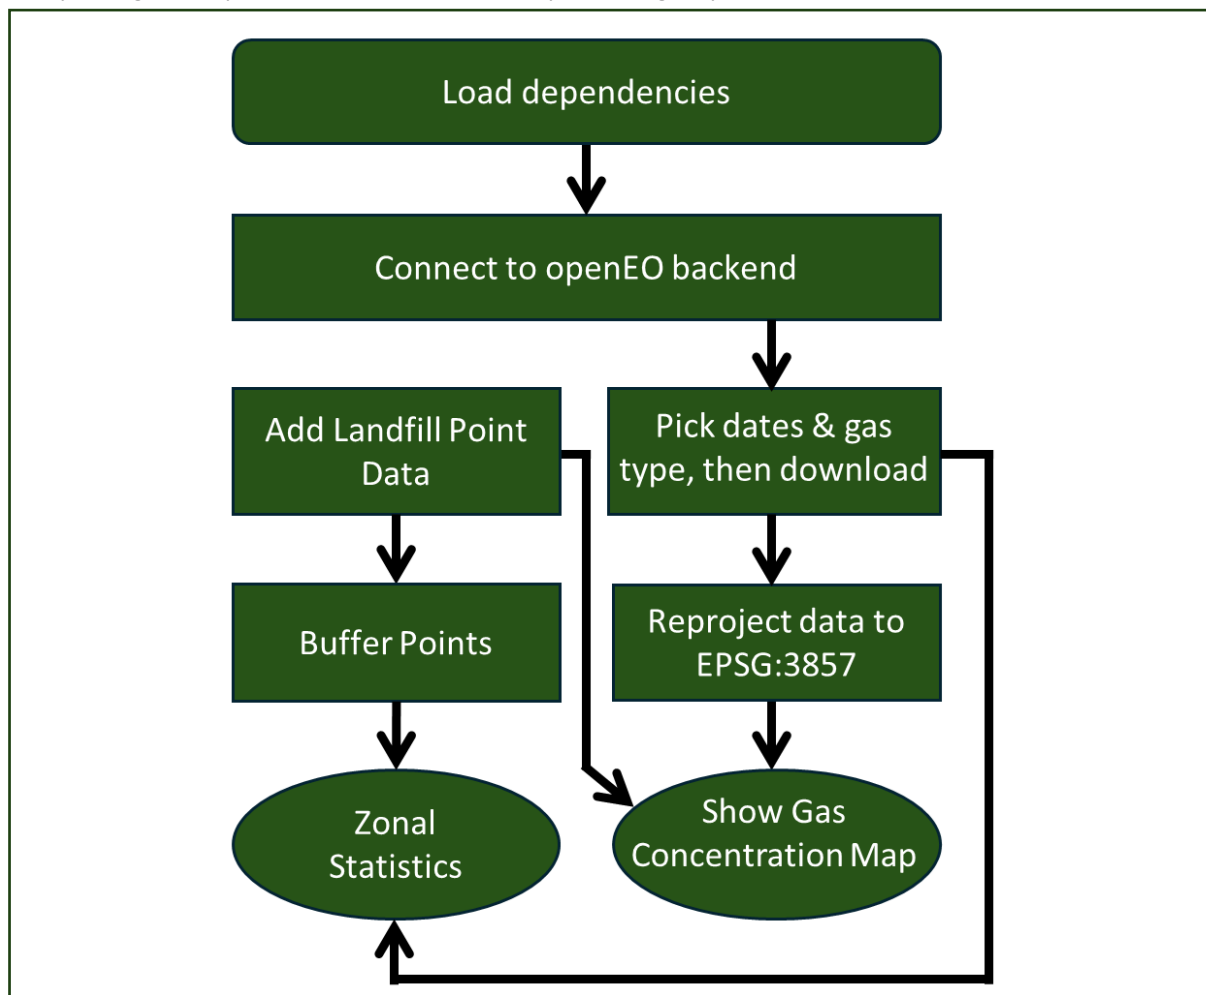 Load dependencies
Connect to openEO backend
Add Landfill Point
Data
Pick dates & gas
type, then download
Buffer Points
Reproject data to
EPSG:3857
Zonal
Statistics
Show Gas
Concentration Map